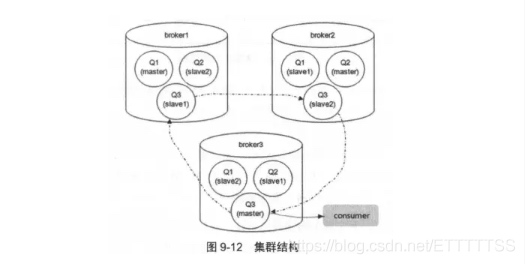 broker1
Q1
(master)
Q2
(slave2)
Q3
(slave1)
broker2
Q1
(slave1)
Q2
(master)
Q3
(slave2)
broker3
Q1
(slave2)
Q2
(slave1)
Q3
(master)
consumer
图 9-12 集群结构
https://blog.csdn.net/ETTTTTSS